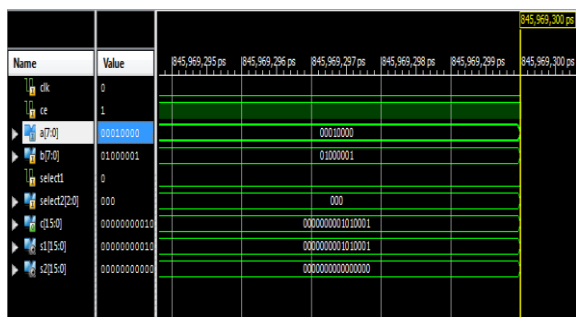 845,969,300 ps
Name Value 845,969,295 ps 845,969,296 ps 845,969,297 ps 845,969,298 ps 845,969,299 ps 845,969,300 ps
clk 0
ce 1
a[7:0] 00010000 00010000
b[7:0] 01000001 01000001
select1 0
select2[2:0] 000 000
c[15:0] 00000000010 0000000001010001
s1[15:0] 00000000010 0000000001010001
s2[15:0] 00000000000 0000000000000000